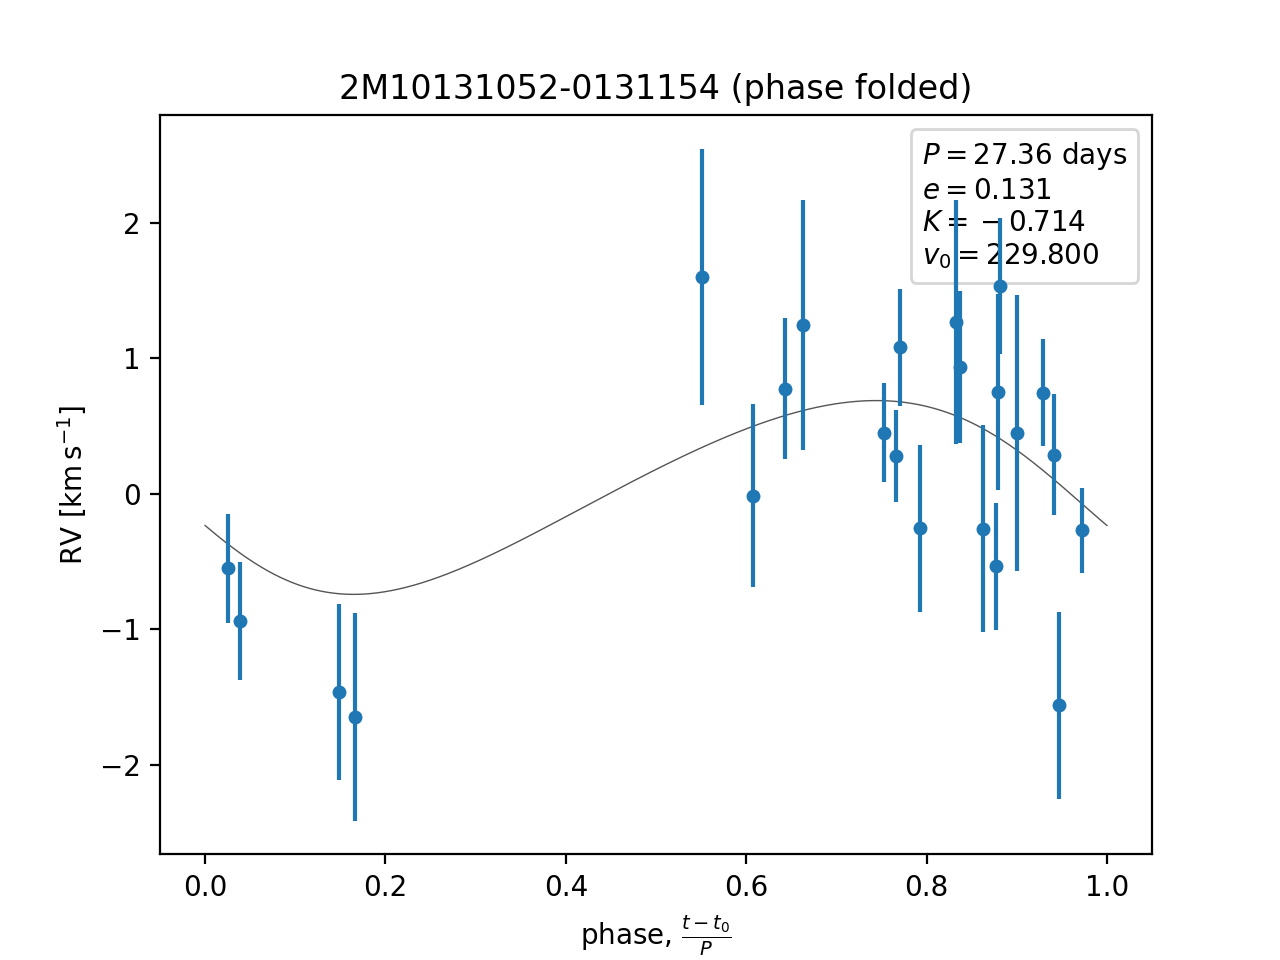 2M10131052-0131154 (phase folded)
P = 27.36 days
e = 0.131
K = −0.714
v₀ = 229.800
RV [km s⁻¹]
2
1
0
−1
−2
0.0 0.2 0.4 0.6 0.8 1.0
phase, (t − t₀)/P